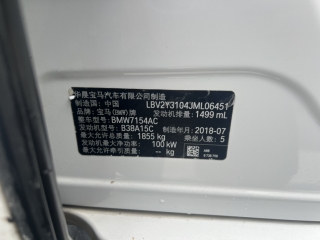 华晨宝马汽车有限公司制造
制造国：中国 LBV2Y3104JML06451
品牌：宝马(BMW)牌 发动机排量：1499 mL
整车型号：BMW7154AC
发动机型号：B38A15C 制造年月：2018-07
最大允许总质量：1855 kg 乘坐人数：5
发动机最大净功率：100 kW
最大允许牵引质量：— kg